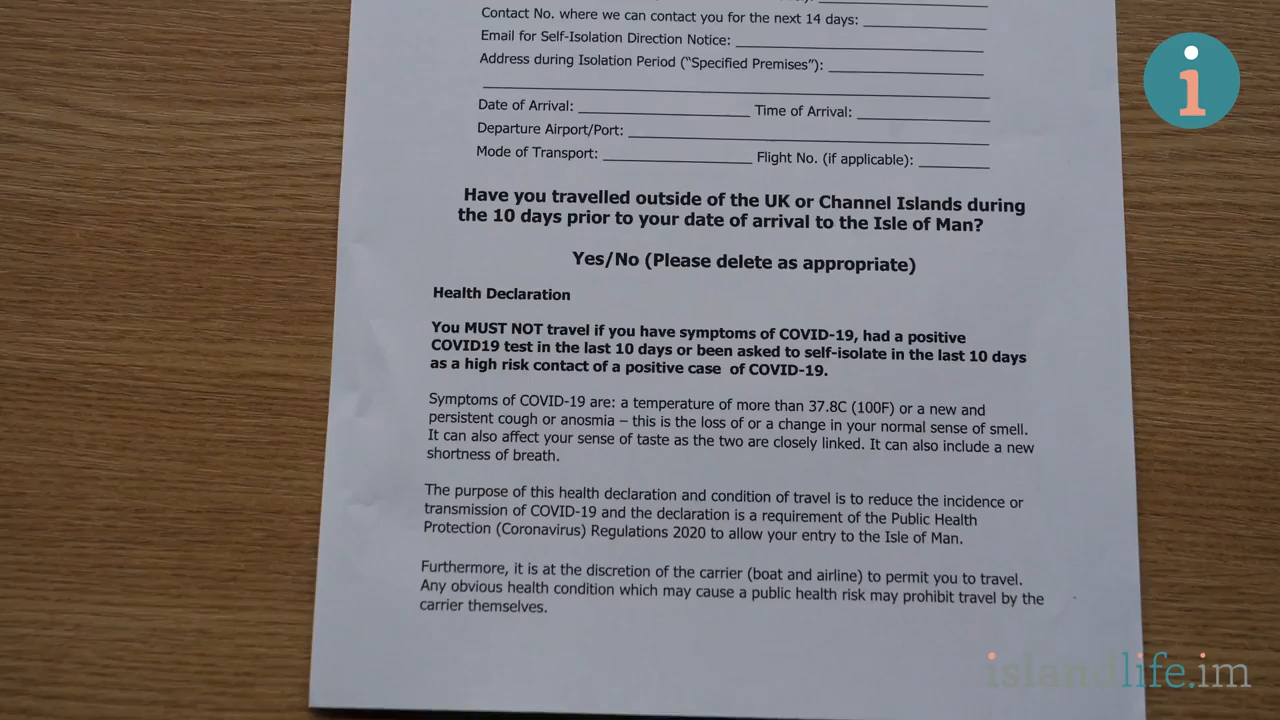 Contact No. where we can contact you for the next 14 days:
Email for Self-Isolation Direction Notice:
Address during Isolation Period (“Specified Premises”):
Date of Arrival: Time of Arrival:
Departure Airport/Port:
Mode of Transport: Flight No. (if applicable):
Have you travelled outside of the UK or Channel Islands during
the 10 days prior to your date of arrival to the Isle of Man?
Yes/No (Please delete as appropriate)
Health Declaration
You MUST NOT travel if you have symptoms of COVID-19, had a positive
COVID19 test in the last 10 days or been asked to self-isolate in the last 10 days
as a high risk contact of a positive case of COVID-19.
Symptoms of COVID-19 are: a temperature of more than 37.8C (100F) or a new and
persistent cough or anosmia – this is the loss of or a change in your normal sense of smell.
It can also affect your sense of taste as the two are closely linked. It can also include a new
shortness of breath.
The purpose of this health declaration and condition of travel is to reduce the incidence or
transmission of COVID-19 and the declaration is a requirement of the Public Health
Protection (Coronavirus) Regulations 2020 to allow your entry to the Isle of Man.
Furthermore, it is at the discretion of the carrier (boat and airline) to permit you to travel.
Any obvious health condition which may cause a public health risk may prohibit travel by the
carrier themselves.
i
islandlife.im